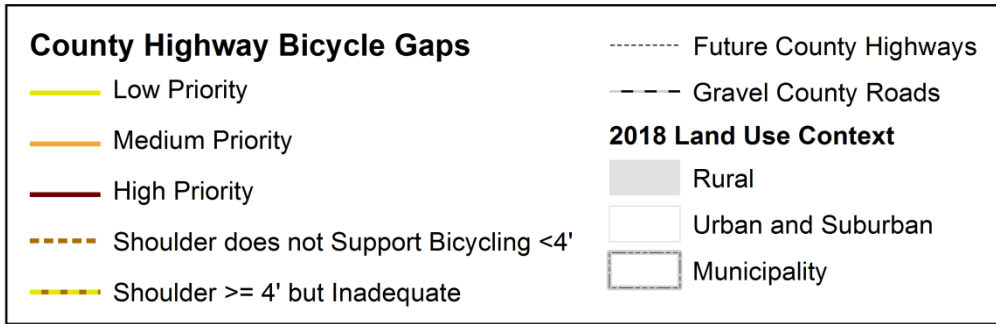 County Highway Bicycle Gaps
Low Priority
Medium Priority
High Priority
Shoulder does not Support Bicycling <4'
Shoulder >= 4' but Inadequate
Future County Highways
Gravel County Roads
2018 Land Use Context
Rural
Urban and Suburban
Municipality